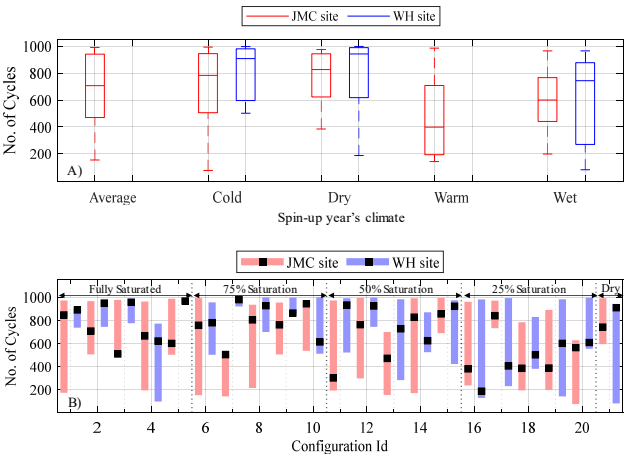 JMC site WH site
1000
800
600
400
200
No. of Cycles
A)
Average Cold Dry Warm Wet
Spin-up year's climate
JMC site WH site
Fully Saturated 75% Saturation 50% Saturation 25% Saturation Dry
1000
800
600
400
200
No. of Cycles
B)
2 4 6 8 10 12 14 16 18 20
Configuration Id